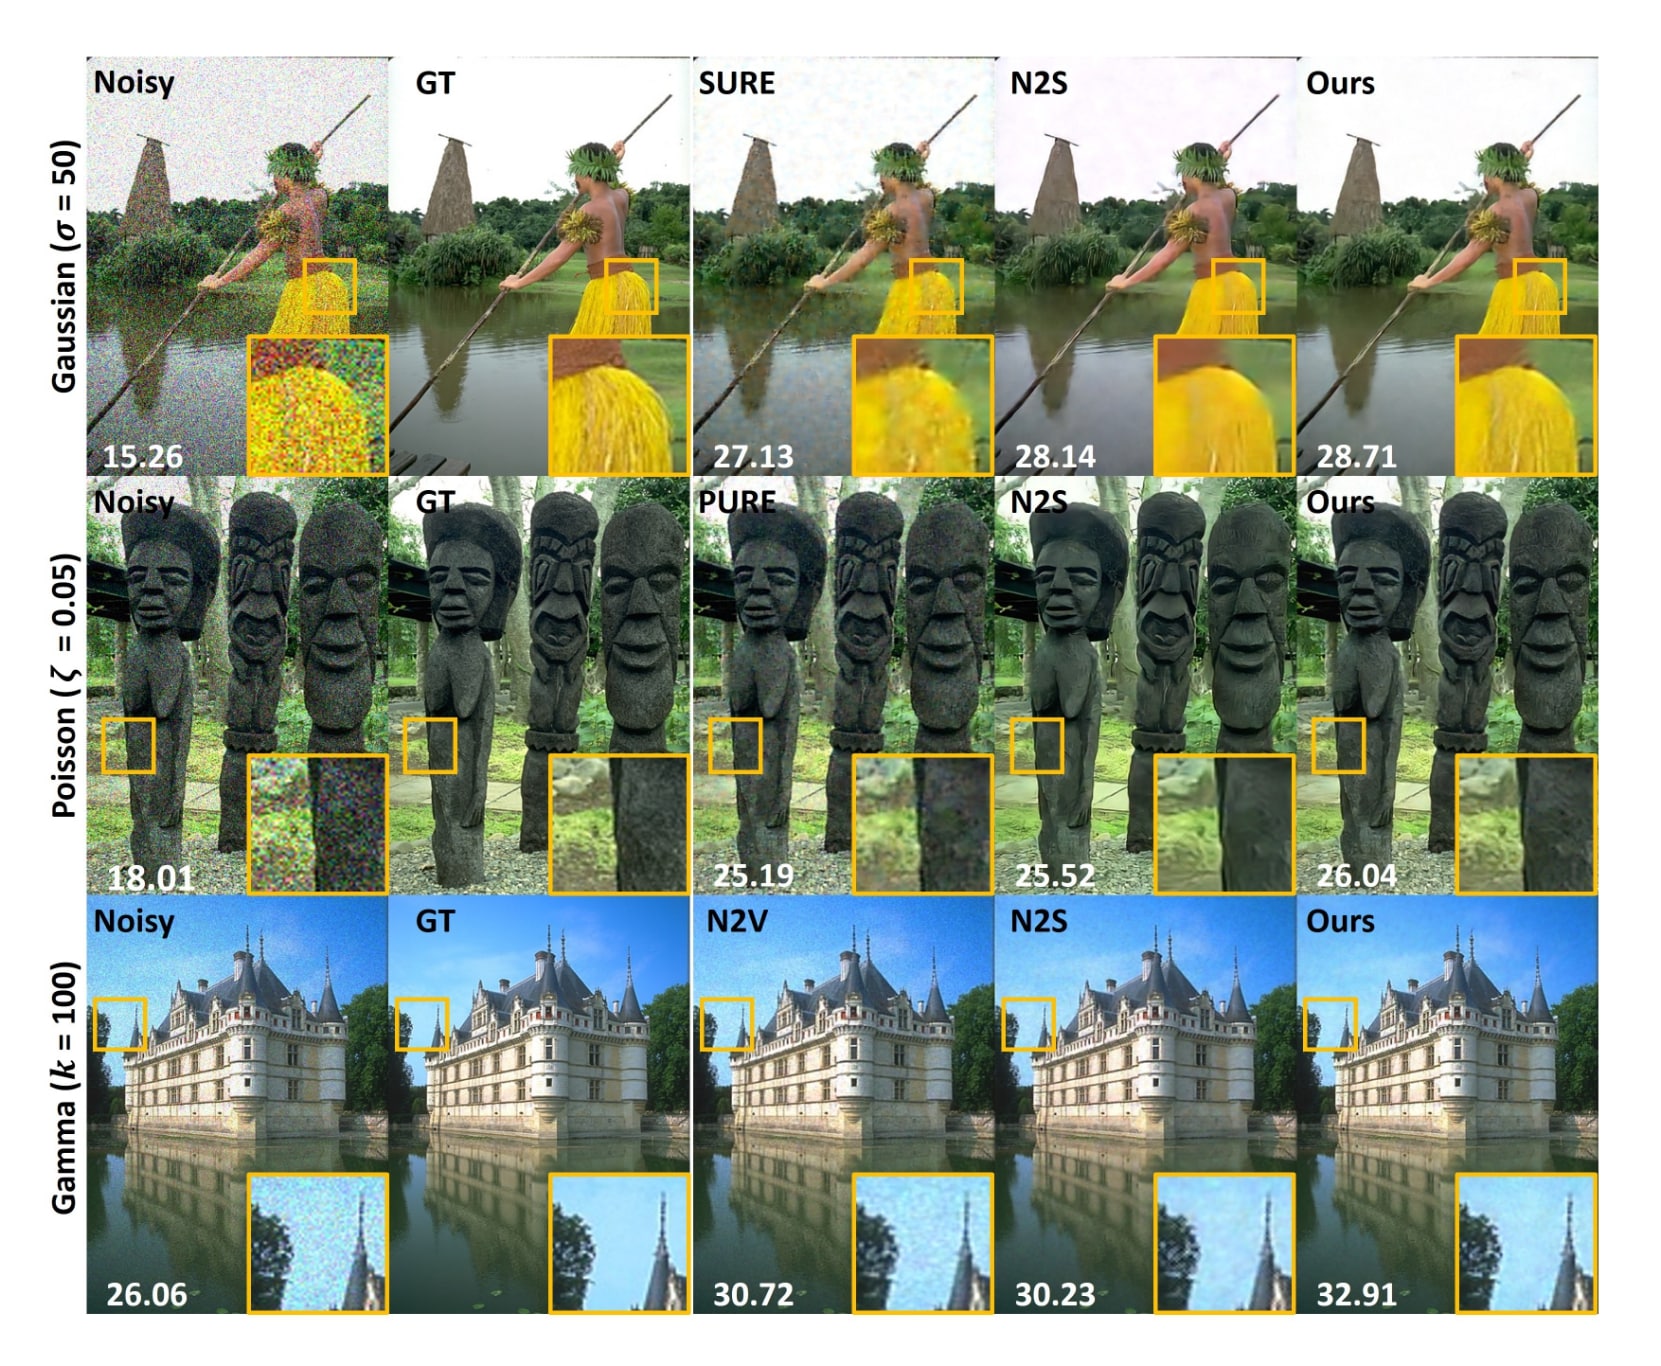 Gaussian (σ = 50)
Noisy
GT
SURE
N2S
Ours
15.26
27.13
28.14
28.71
Poisson (ζ = 0.05)
Noisy
GT
PURE
N2S
Ours
18.01
25.19
25.52
26.04
Gamma (k = 100)
Noisy
GT
N2V
N2S
Ours
26.06
30.72
30.23
32.91